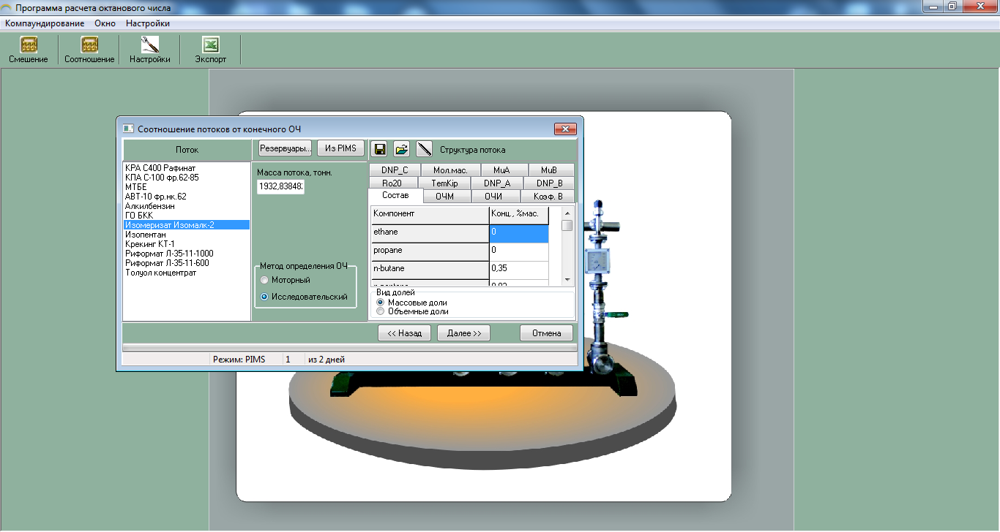 Программа расчета октанового числа
Компаундирование Окно Настройки
Смешение Соотношение Настройки Экспорт
Соотношение потоков от конечного ОЧ
Поток
Резервуары... Из PIMS
Структура потока
КРА С400 Рафинат
КПА С-100 фр.62-85
МТБЕ
АВТ-10 фр.нк.62
Алкилбензин
ГО БКК
Изомеризат Изомалк-2
Изопентан
Крекинг КТ-1
Риформат Л-35-11-1000
Риформат Л-35-11-600
Толуол концентрат
Масса потока, тонн.
1932,83848
Метод определения ОЧ
Моторный
Исследовательский
DNP_C Мол.мас. MuA MuB
Ro20 TemKip DNP_A DNP_B
Состав ОЧМ ОЧИ Коэф. В
Компонент Конц., %мас.
ethane 0
propane 0
n-butane 0,35
Вид долей
Массовые доли
Объемные доли
<< Назад Далее >> Отмена
Режим: PIMS 1 из 2 дней